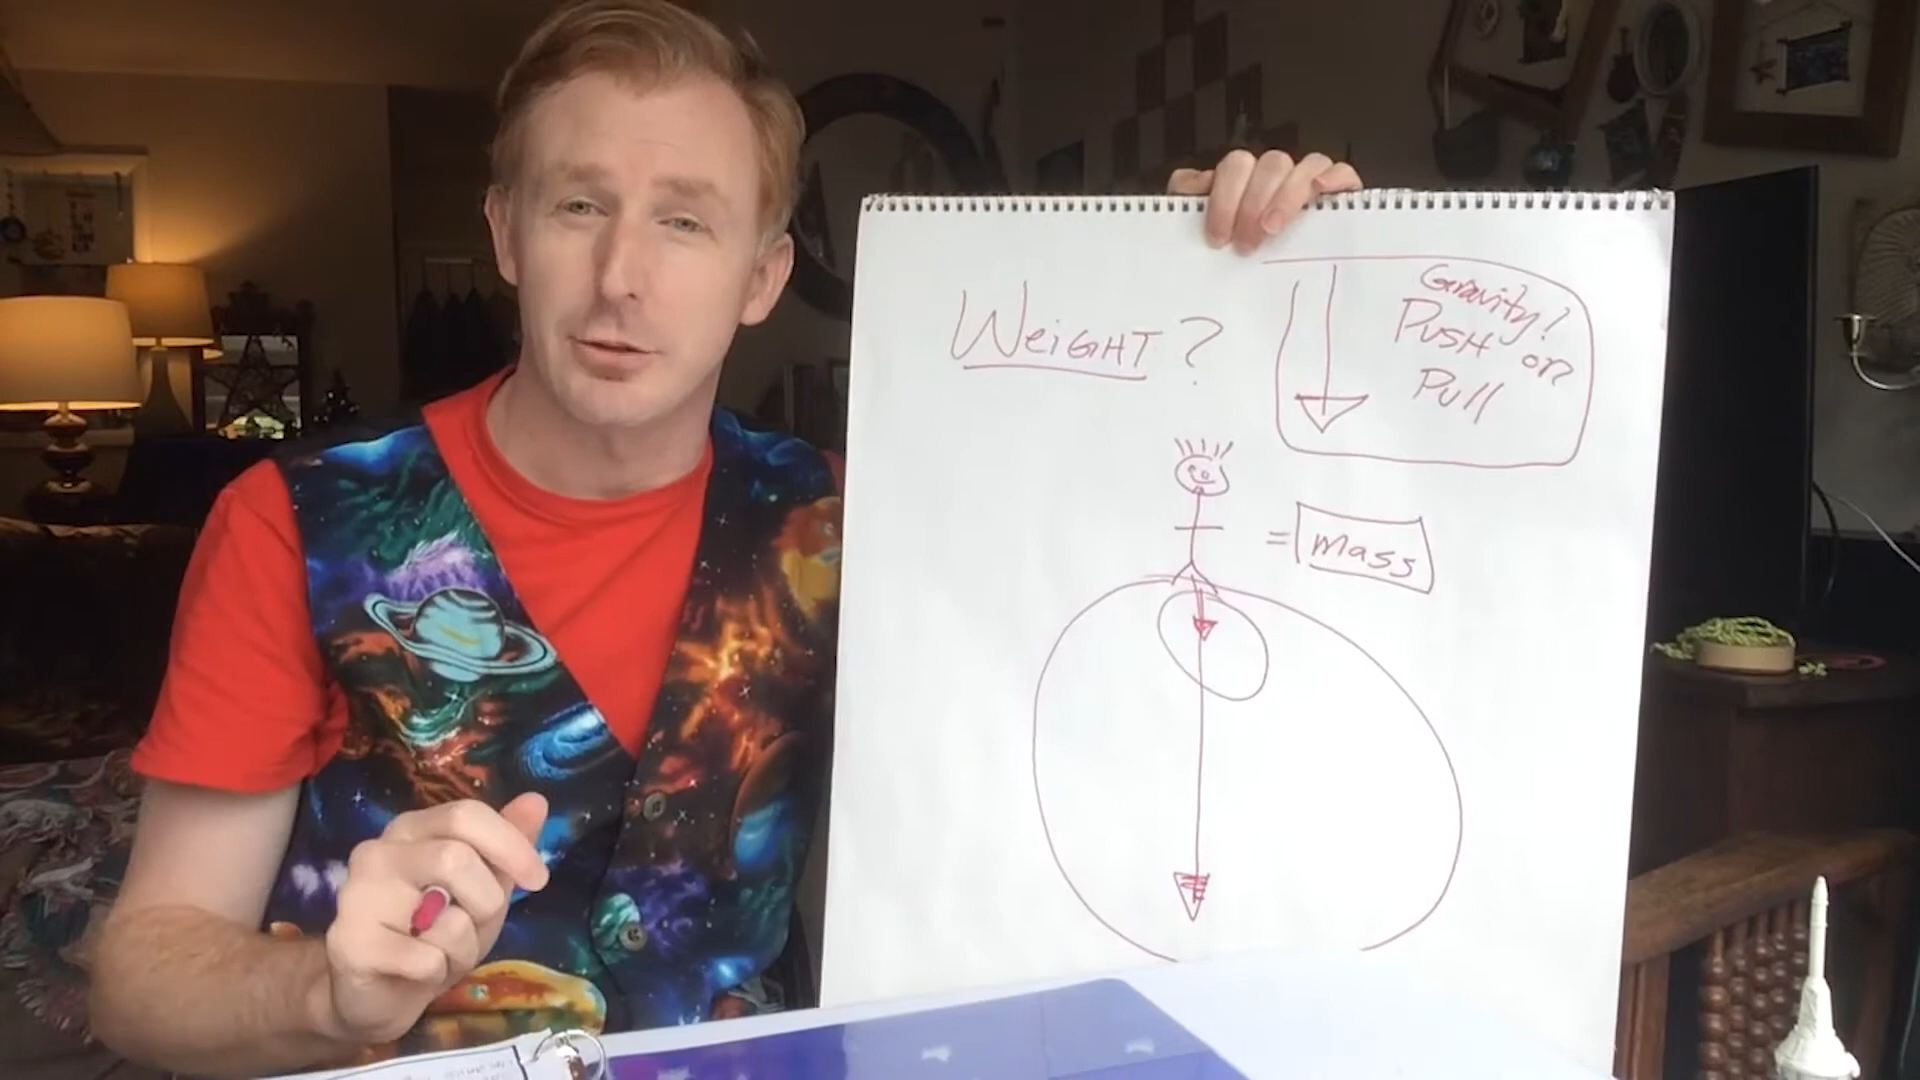 WEIGHT?
Gravity?
PUSH or
Pull
= mass